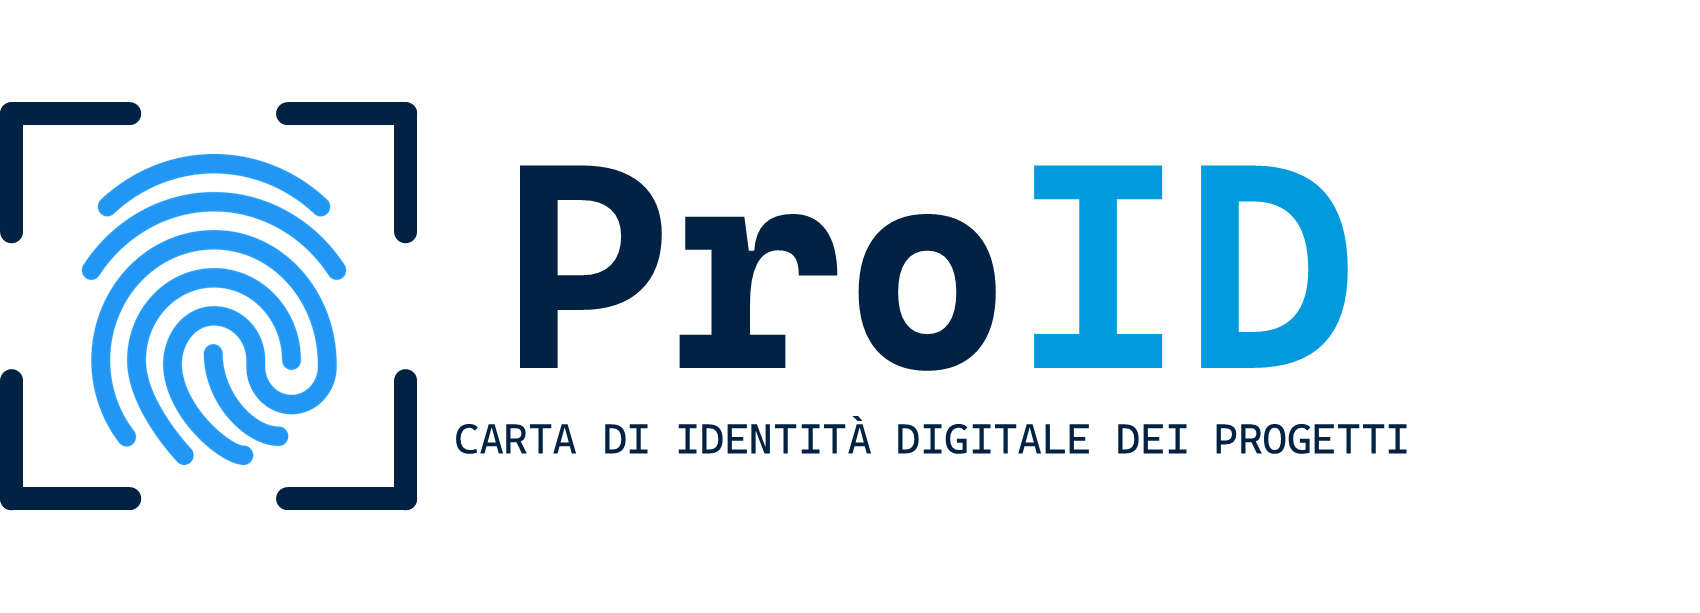 ProID
CARTA DI IDENTITÀ DIGITALE DEI PROGETTI